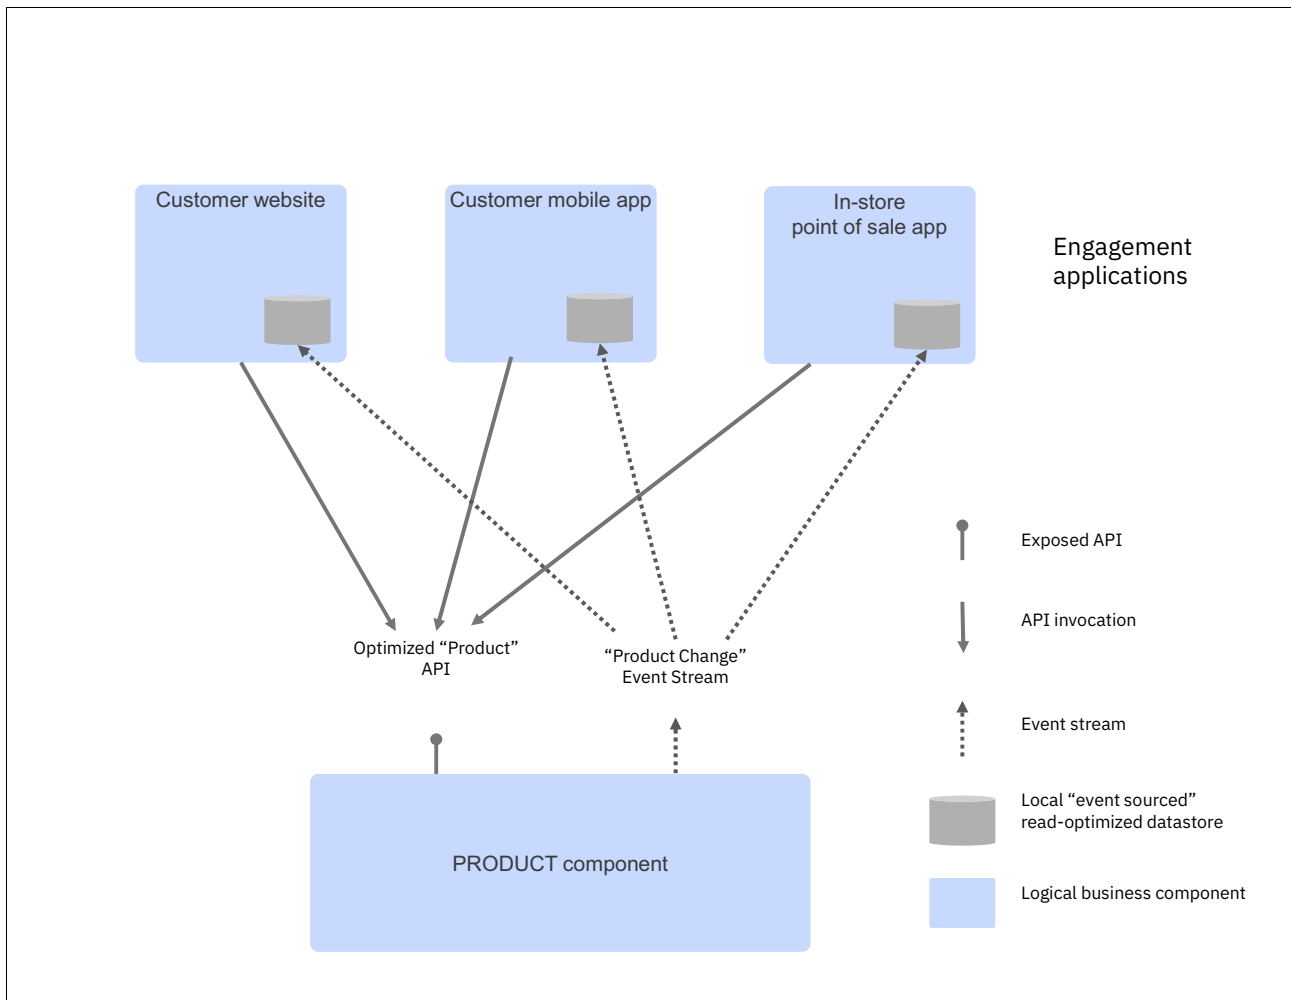 Customer website
Customer mobile app
In-store
point of sale app
Engagement
applications
Exposed API
API invocation
Optimized “Product”
API
“Product Change”
Event Stream
Event stream
Local “event sourced”
read-optimized datastore
PRODUCT component
Logical business component